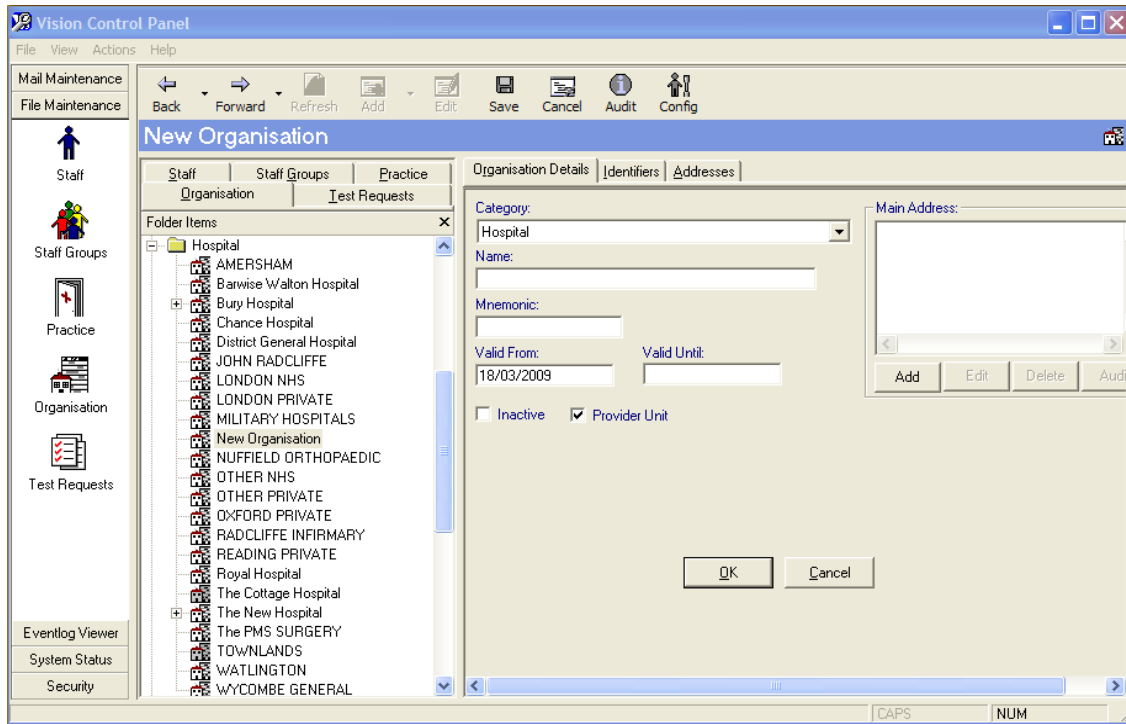 Vision Control Panel
File View Actions Help
Mail Maintenance
File Maintenance
Staff
Staff Groups
Practice
Organisation
Test Requests
Eventlog Viewer
System Status
Security
Back Forward Refresh Add Edit Save Cancel Audit Config
New Organisation
Staff Staff Groups Practice
Organisation Test Requests
Folder Items
Hospital
AMERSHAM
Barwise Walton Hospital
Bury Hospital
Chance Hospital
District General Hospital
JOHN RADCLIFFE
LONDON NHS
LONDON PRIVATE
MILITARY HOSPITALS
New Organisation
NUFFIELD ORTHOPAEDIC
OTHER NHS
OTHER PRIVATE
OXFORD PRIVATE
RADCLIFFE INFIRMARY
READING PRIVATE
Royal Hospital
The Cottage Hospital
The New Hospital
The PMS SURGERY
TOWNLANDS
WATLINGTON
WYCOMBE GENERAL
Organisation Details Identifiers Addresses
Category:
Hospital
Name:
Mnemonic:
Valid From: Valid Until:
18/03/2009
Inactive Provider Unit
Main Address:
Add Edit Delete Audi
OK Cancel
CAPS NUM